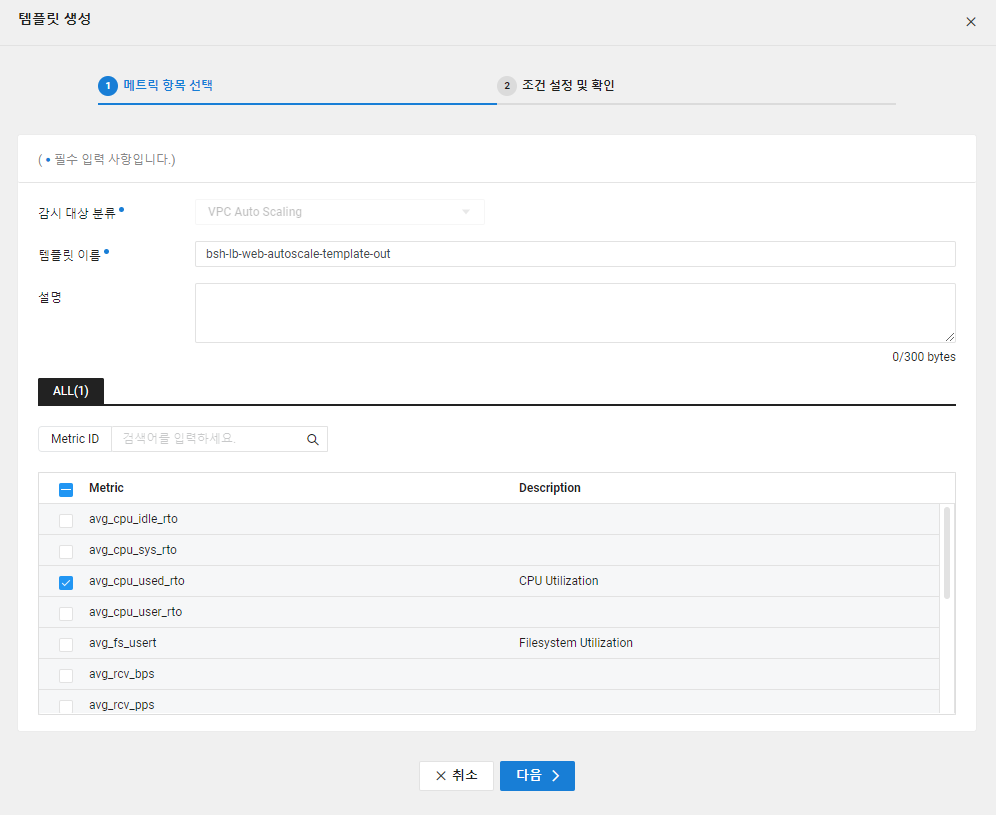 템플릿 생성
1 메트릭 항목 선택
2 조건 설정 및 확인
( • 필수 입력 사항입니다.)
감시 대상 분류 •
VPC Auto Scaling
템플릿 이름 •
bsh-lb-web-autoscale-template-out
설명
0/300 bytes
ALL(1)
Metric ID 검색어를 입력하세요.
Metric Description
avg_cpu_idle_rto
avg_cpu_sys_rto
avg_cpu_used_rto CPU Utilization
avg_cpu_user_rto
avg_fs_usert Filesystem Utilization
avg_rcv_bps
avg_rcv_pps
취소 다음